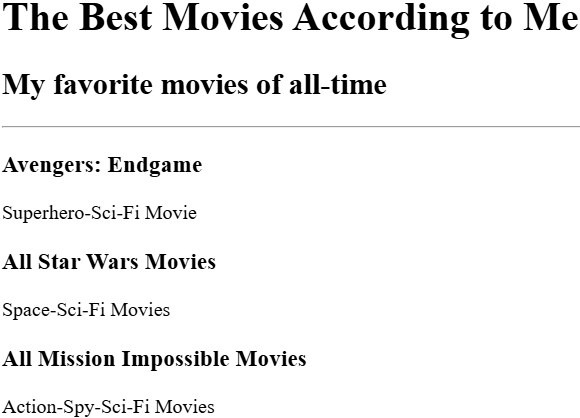 The Best Movies According to Me
My favorite movies of all-time
Avengers: Endgame
Superhero-Sci-Fi Movie
All Star Wars Movies
Space-Sci-Fi Movies
All Mission Impossible Movies
Action-Spy-Sci-Fi Movies